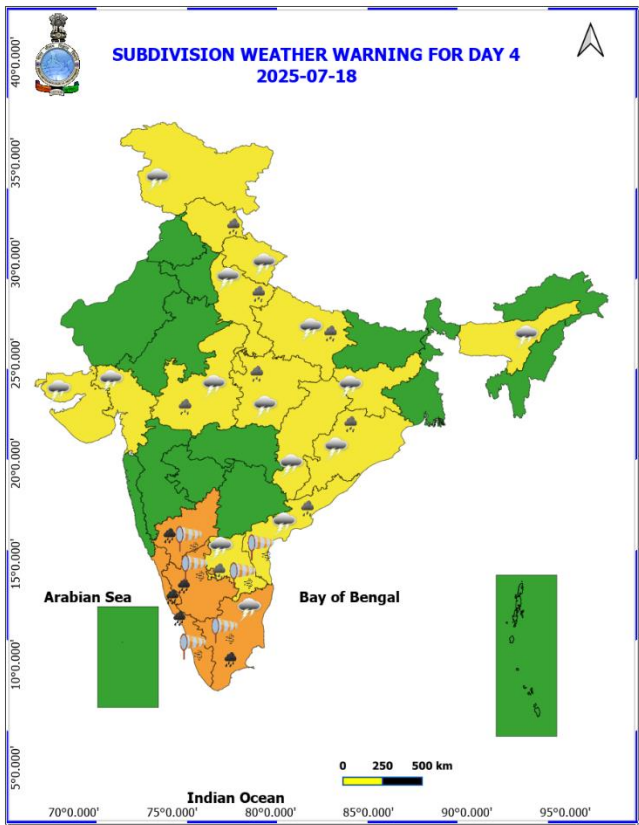 SUBDIVISION WEATHER WARNING FOR DAY 4
2025-07-18
40°0.000'
35°0.000'
30°0.000'
25°0.000'
20°0.000'
15°0.000'
10°0.000'
5°0.000'
Arabian Sea
Bay of Bengal
0 250 500 km
Indian Ocean
70°0.000' 75°0.000' 80°0.000' 85°0.000' 90°0.000' 95°0.000'